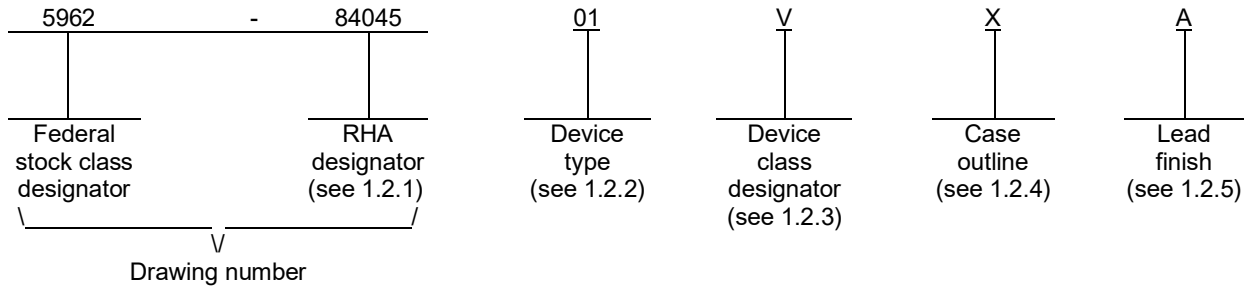 5962 - 84045 01 V X A
Federal stock class designator
RHA designator (see 1.2.1)
Device type (see 1.2.2)
Device class designator (see 1.2.3)
Case outline (see 1.2.4)
Lead finish (see 1.2.5)
\ /
\/
Drawing number